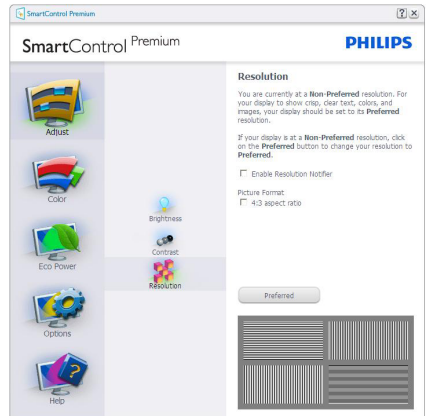 SmartControl Premium
SmartControl Premium
PHILIPS
Adjust
Color
Eco Power
Options
Help
Brightness
Contrast
Resolution
Resolution
You are currently at a Non-Preferred resolution. For
your display to show crisp, clear text, colors, and
images, your display should be set to its Preferred
resolution.
If your display is at a Non-Preferred resolution, click
on the Preferred button to change your resolution to
Preferred.
Enable Resolution Notifier
Picture Format
4:3 aspect ratio
Preferred